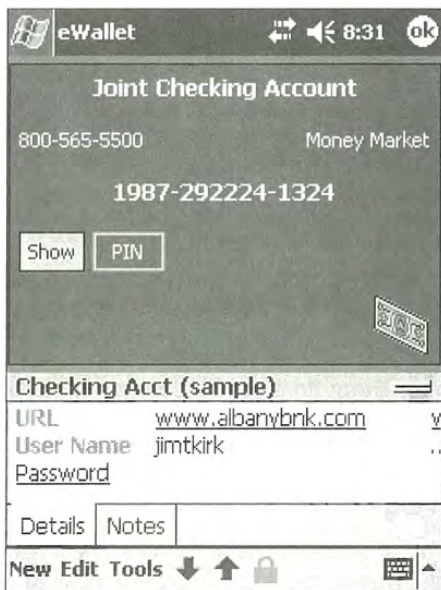 eWallet 8:31 ok
Joint Checking Account
800-565-5500 Money Market
1987-292224-1324
Show PIN
Checking Acct (sample)
URL www.albanybnk.com
User Name jimtkirk ..
Password
Details Notes
New Edit Tools